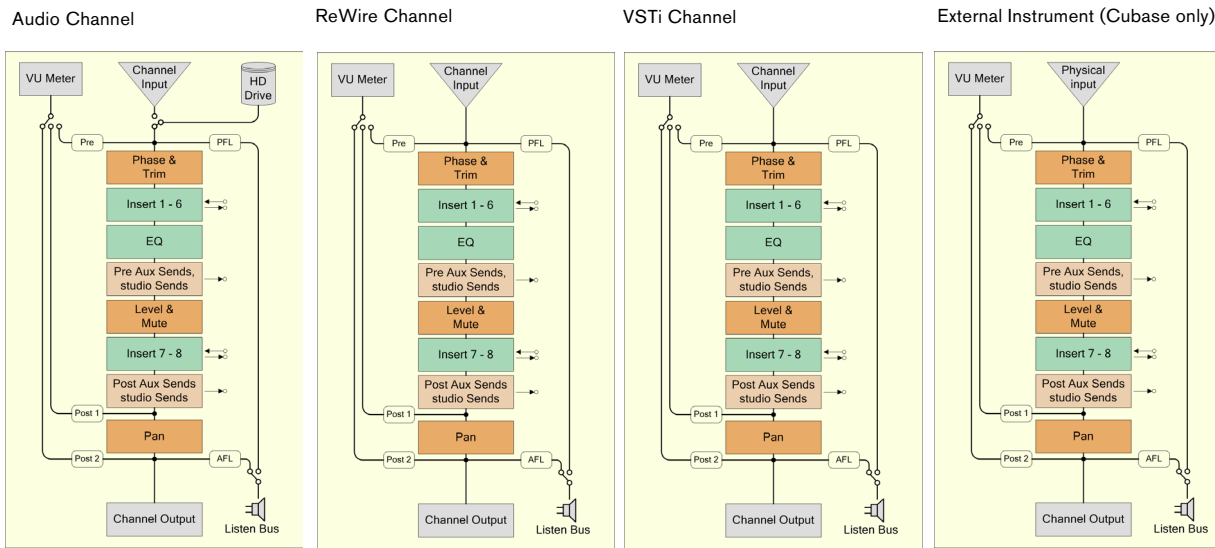 Audio Channel
VU Meter
Channel
Input
HD
Drive
Pre
PFL
Phase &
Trim
Insert 1 - 6
EQ
Pre Aux Sends,
studio Sends
Level &
Mute
Insert 7 - 8
Post Aux Sends
studio Sends
Post 1
Pan
Post 2
AFL
Channel Output
Listen Bus
ReWire Channel
VU Meter
Channel
Input
Pre
PFL
Phase &
Trim
Insert 1 - 6
EQ
Pre Aux Sends,
studio Sends
Level &
Mute
Insert 7 - 8
Post Aux Sends
studio Sends
Post 1
Pan
Post 2
AFL
Channel Output
Listen Bus
VSTi Channel
VU Meter
Channel
Input
Pre
PFL
Phase &
Trim
Insert 1 - 6
EQ
Pre Aux Sends,
studio Sends
Level &
Mute
Insert 7 - 8
Post Aux Sends
studio Sends
Post 1
Pan
Post 2
AFL
Channel Output
Listen Bus
External Instrument (Cubase only)
VU Meter
Physical
input
Pre
PFL
Phase &
Trim
Insert 1 - 6
EQ
Pre Aux Sends,
studio Sends
Level &
Mute
Insert 7 - 8
Post Aux Sends
studio Sends
Post 1
Pan
Post 2
AFL
Channel Output
Listen Bus